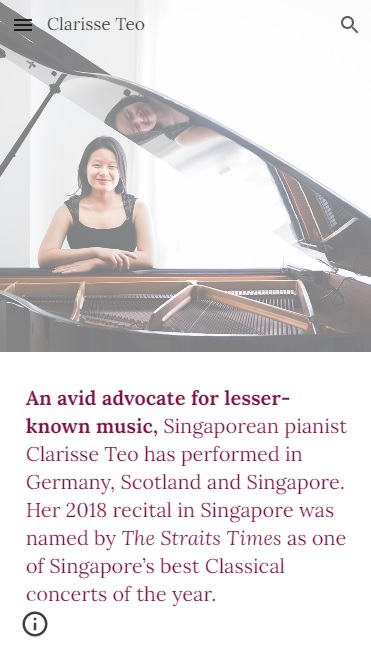 Clarisse Teo
An avid advocate for lesser-
known music, Singaporean pianist
Clarisse Teo has performed in
Germany, Scotland and Singapore.
Her 2018 recital in Singapore was
named by The Straits Times as one
of Singapore’s best Classical
concerts of the year.